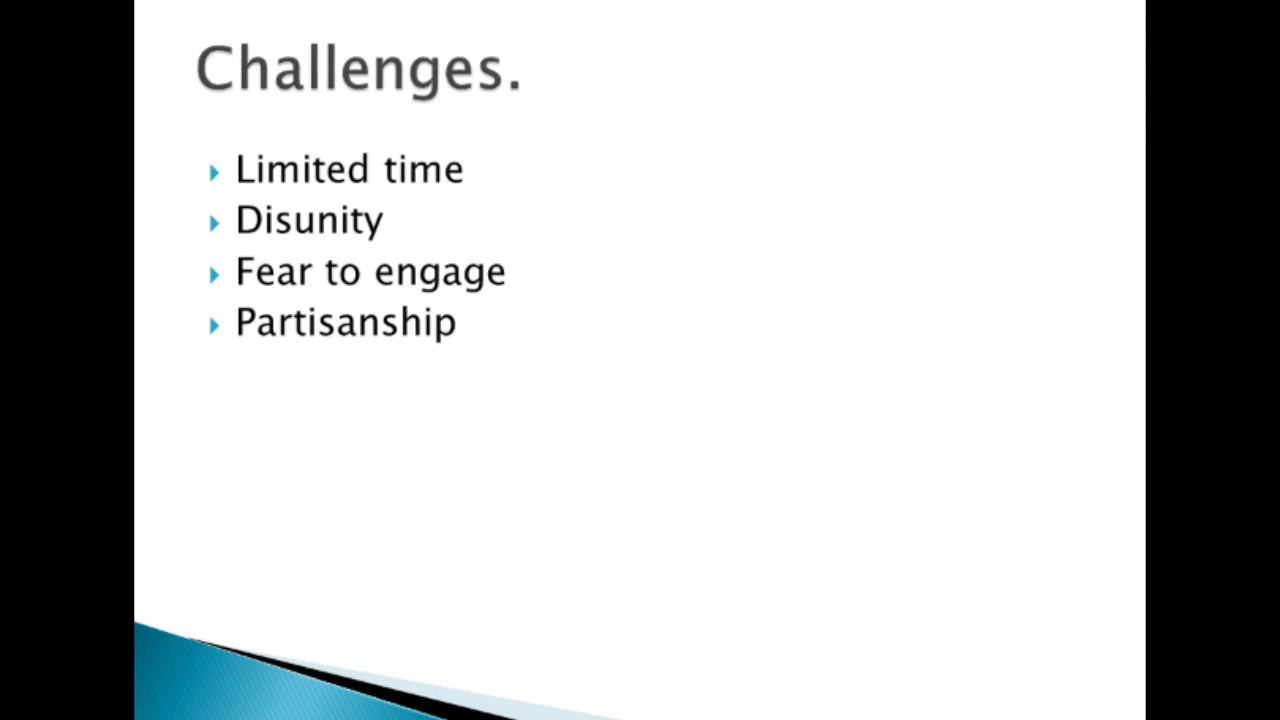 Challenges.
Limited time
Disunity
Fear to engage
Partisanship